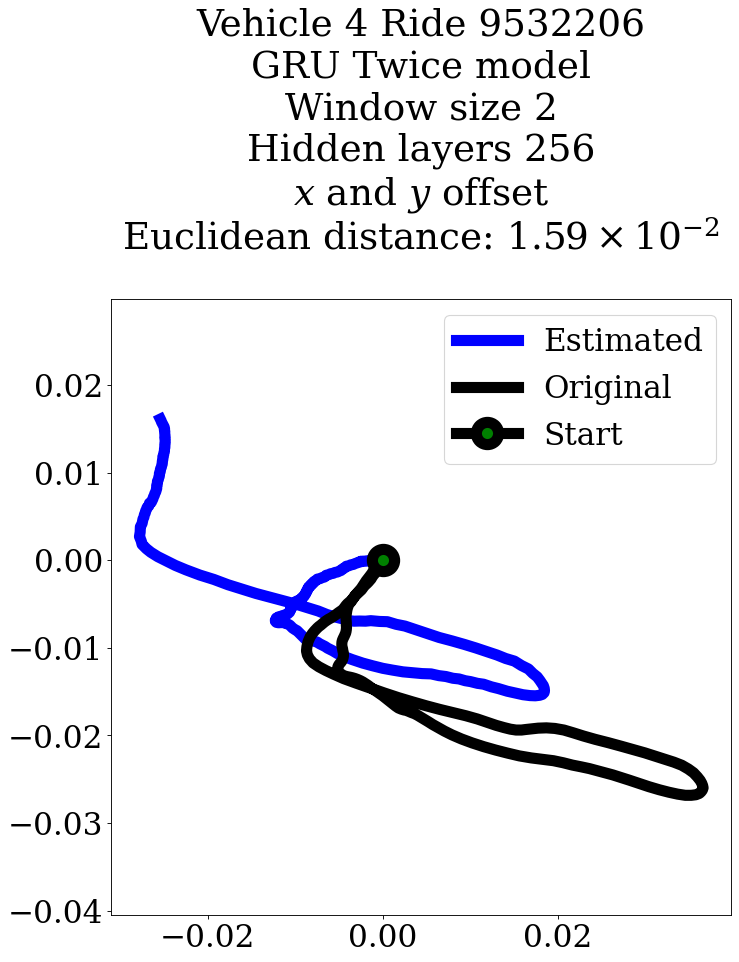 Vehicle 4 Ride 9532206
GRU Twice model
Window size 2
Hidden layers 256
x and y offset
Euclidean distance: 1.59 × 10⁻²
Estimated
Original
Start
0.02
0.01
0.00
−0.01
−0.02
−0.03
−0.04
−0.02 0.00 0.02